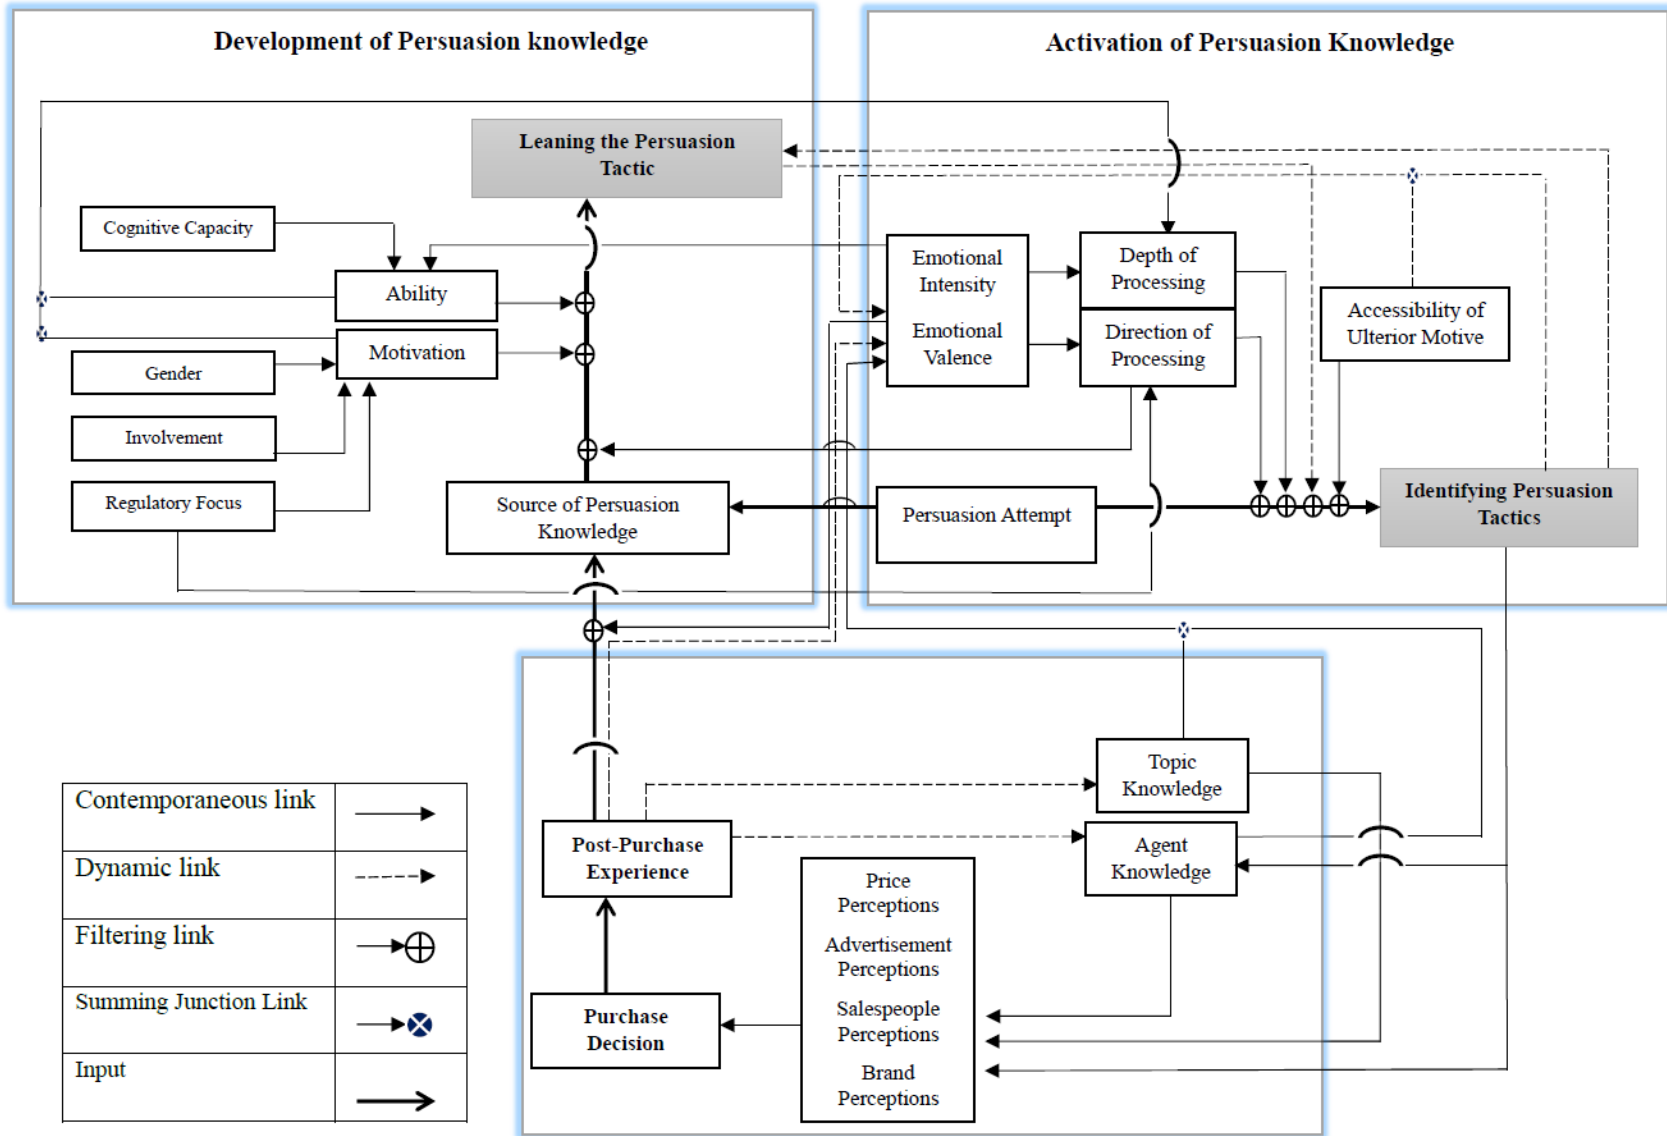 Development of Persuasion knowledge
Activation of Persuasion Knowledge
Leaning the Persuasion
Tactic
Cognitive Capacity
Ability
Motivation
Gender
Involvement
Regulatory Focus
Source of Persuasion
Knowledge
Emotional
Intensity
Emotional
Valence
Depth of
Processing
Direction of
Processing
Accessibility of
Ulterior Motive
Persuasion Attempt
Identifying Persuasion
Tactics
Topic
Knowledge
Agent
Knowledge
Post-Purchase
Experience
Price
Perceptions
Advertisement
Perceptions
Salespeople
Perceptions
Brand
Perceptions
Purchase
Decision
Contemporaneous link
Dynamic link
Filtering link
Summing Junction Link
Input